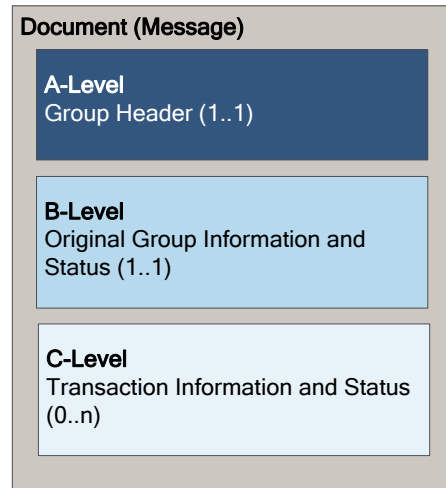 Document (Message)
A-Level
Group Header (1..1)
B-Level
Original Group Information and
Status (1..1)
C-Level
Transaction Information and Status
(0..n)